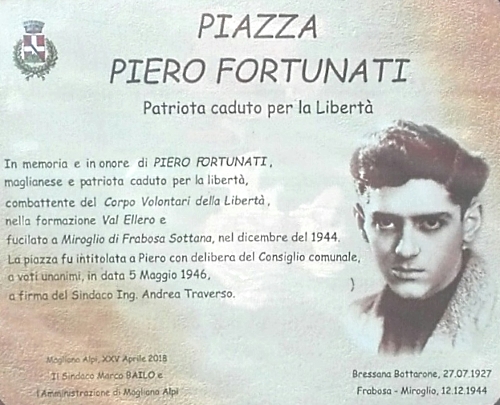 PIAZZA
PIERO FORTUNATI
Patriota caduto per la Libertà
In memoria e in onore di PIERO FORTUNATI,
maglianese e patriota caduto per la libertà,
combattente del Corpo Volontari della Libertà,
nella formazione Val Ellero e
fucilato a Miroglio di Frabosa Sottana, nel dicembre del 1944.
La piazza fu intitolata a Piero con delibera del Consiglio comunale,
a voti unanimi, in data 5 Maggio 1946,
a firma del Sindaco Ing. Andrea Traverso.
Magliano Alpi, XXV Aprile 2018
Il Sindaco Marco BAILO e
l'Amministrazione di Magliano Alpi
Bressana Bottarone, 27.07.1927
Frabosa - Miroglio, 12.12.1944